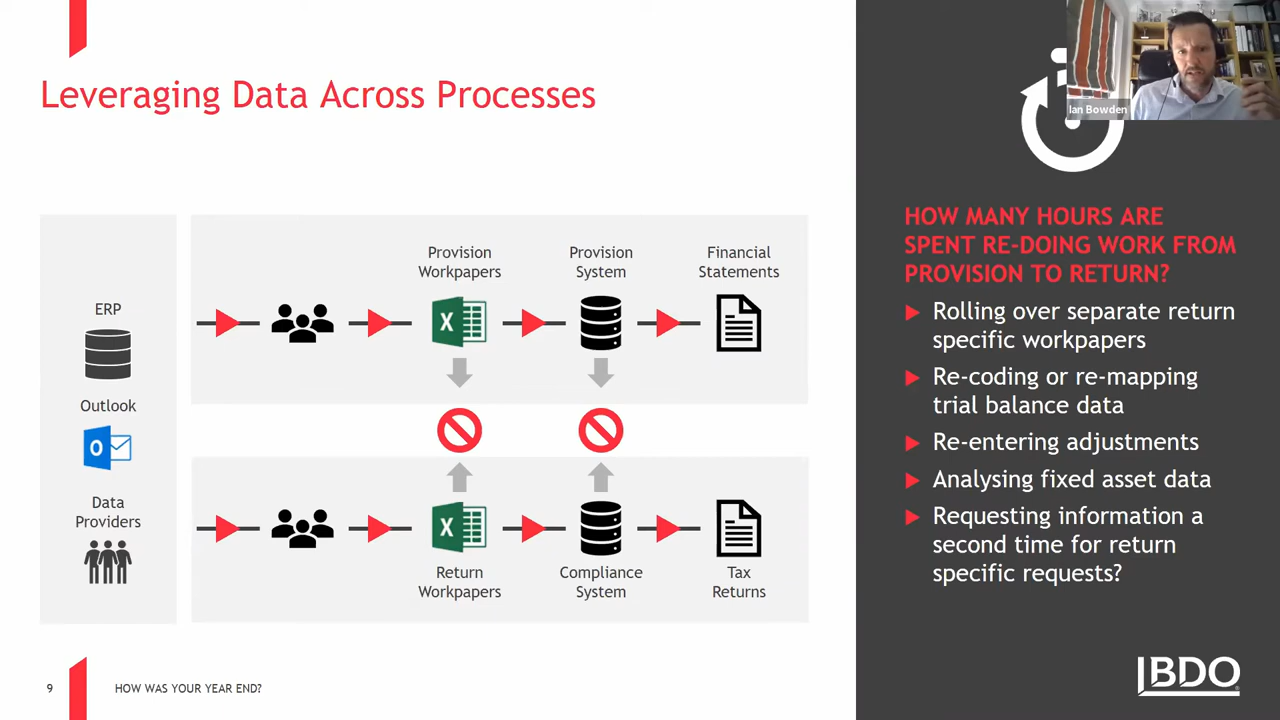 Leveraging Data Across Processes
Ian Bowden
ERP
Outlook
O
Data
Providers
Provision
Workpapers
X
Provision
System
Financial
Statements
X
Return
Workpapers
Compliance
System
Tax
Returns
HOW MANY HOURS ARE
SPENT RE-DOING WORK FROM
PROVISION TO RETURN?
Rolling over separate return
specific workpapers
Re-coding or re-mapping
trial balance data
Re-entering adjustments
Analysing fixed asset data
Requesting information a
second time for return
specific requests?
9
HOW WAS YOUR YEAR END?
BDO